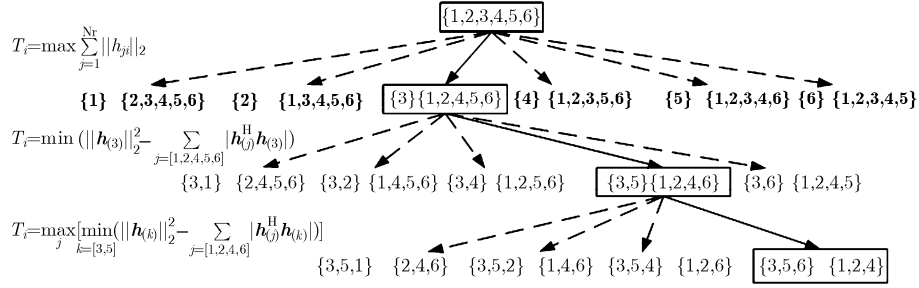 {1,2,3,4,5,6}
T_i=max \sum_{j=1}^{Nr} ||h_{ji}||_2
{1} {2,3,4,5,6} {2} {1,3,4,5,6} {3}{1,2,4,5,6} {4} {1,2,3,5,6} {5} {1,2,3,4,6} {6} {1,2,3,4,5}
T_i=min (||h_{(3)}||_2^2 − \sum_{j=[1,2,4,5,6]} |h_{(j)}^H h_{(3)}|)
{3,1} {2,4,5,6} {3,2} {1,4,5,6} {3,4} {1,2,5,6} {3,5}{1,2,4,6} {3,6} {1,2,4,5}
T_i=max_j [min_{k=[3,5]} (||h_{(k)}||_2^2 − \sum_{j=[1,2,4,6]} |h_{(j)}^H h_{(k)}|)]
{3,5,1} {2,4,6} {3,5,2} {1,4,6} {3,5,4} {1,2,6} {3,5,6} {1,2,4}